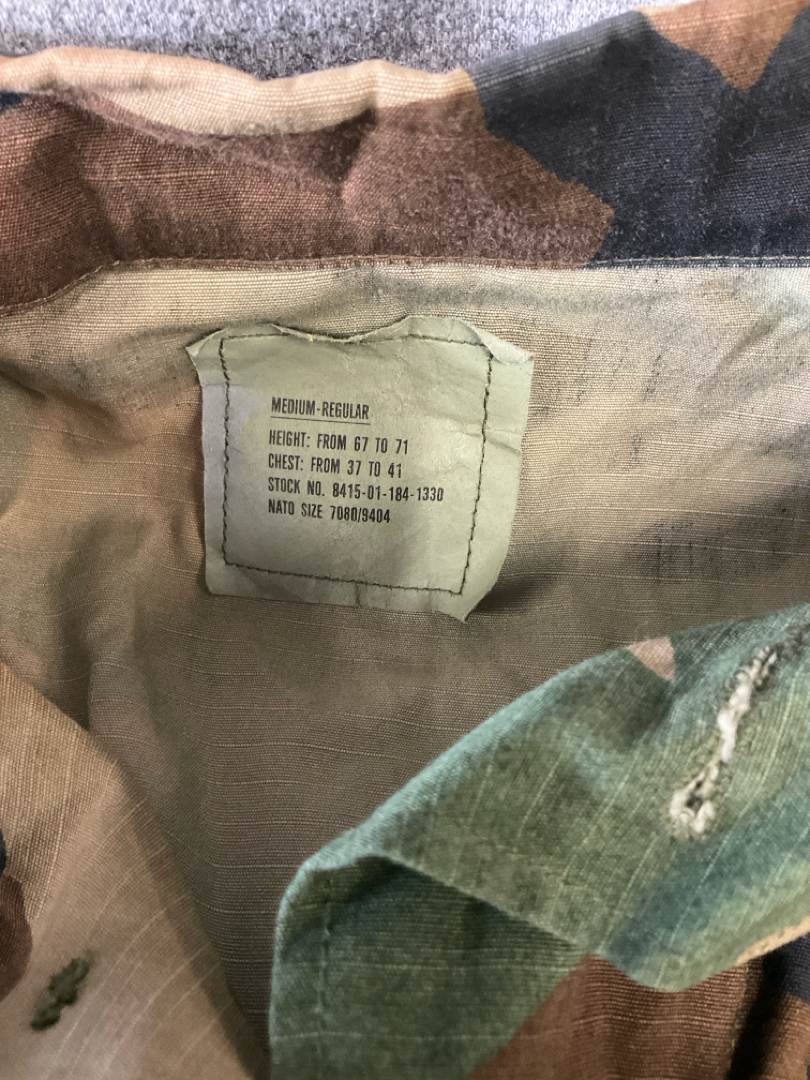 MEDIUM-REGULAR
HEIGHT: FROM 67 TO 71
CHEST: FROM 37 TO 41
STOCK NO. 8415-01-184-1330
NATO SIZE 7080/9404